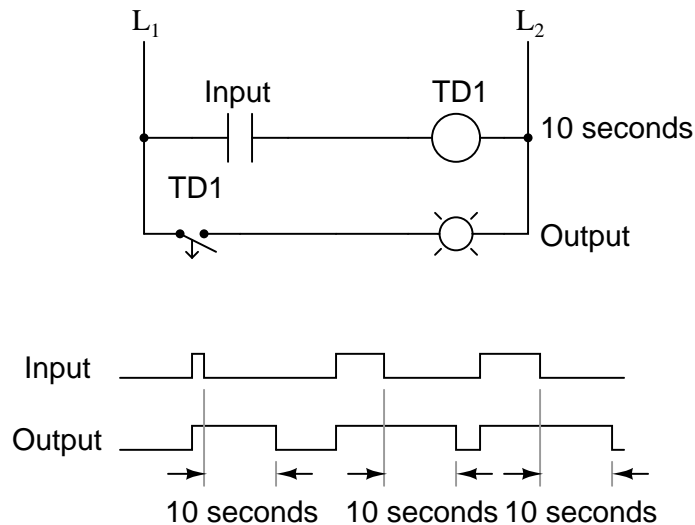 L1 L2
Input TD1
10 seconds
TD1
Output
Input
Output
10 seconds 10 seconds 10 seconds